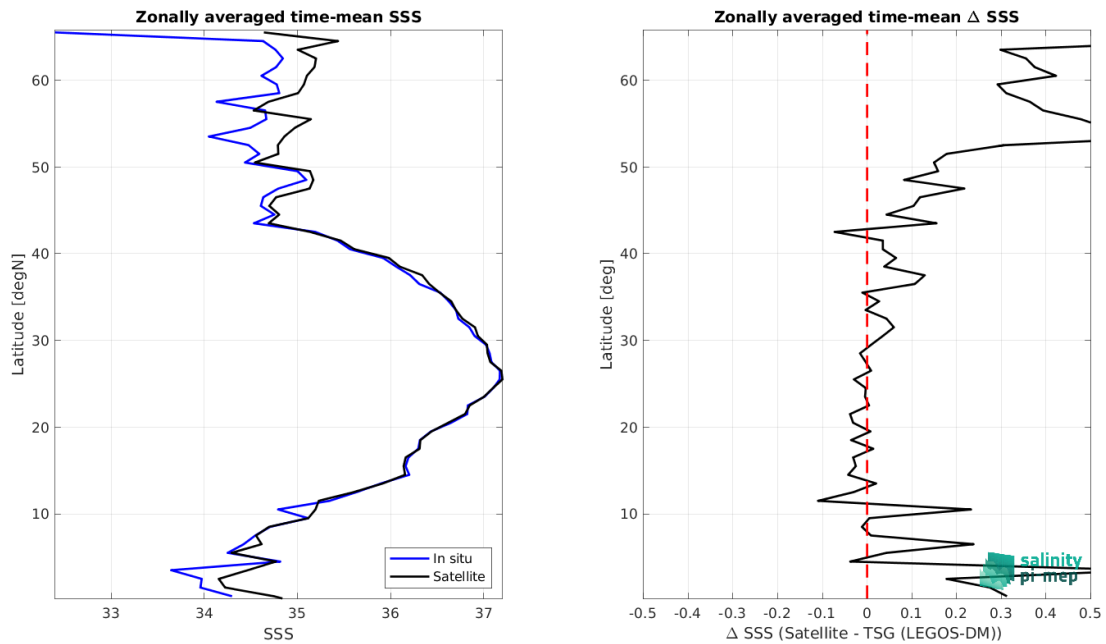 Zonally averaged time-mean SSS
60
50
40
30
20
10
Latitude [degN]
33
34
35
36
37
SSS
In situ
Satellite
Zonally averaged time-mean Δ SSS
60
50
40
30
20
10
Latitude [deg]
-0.5
-0.4
-0.3
-0.2
-0.1
0
0.1
0.2
0.3
0.4
0.5
Δ SSS (Satellite - TSG (LEGOS-DM))
salinity
pi mep